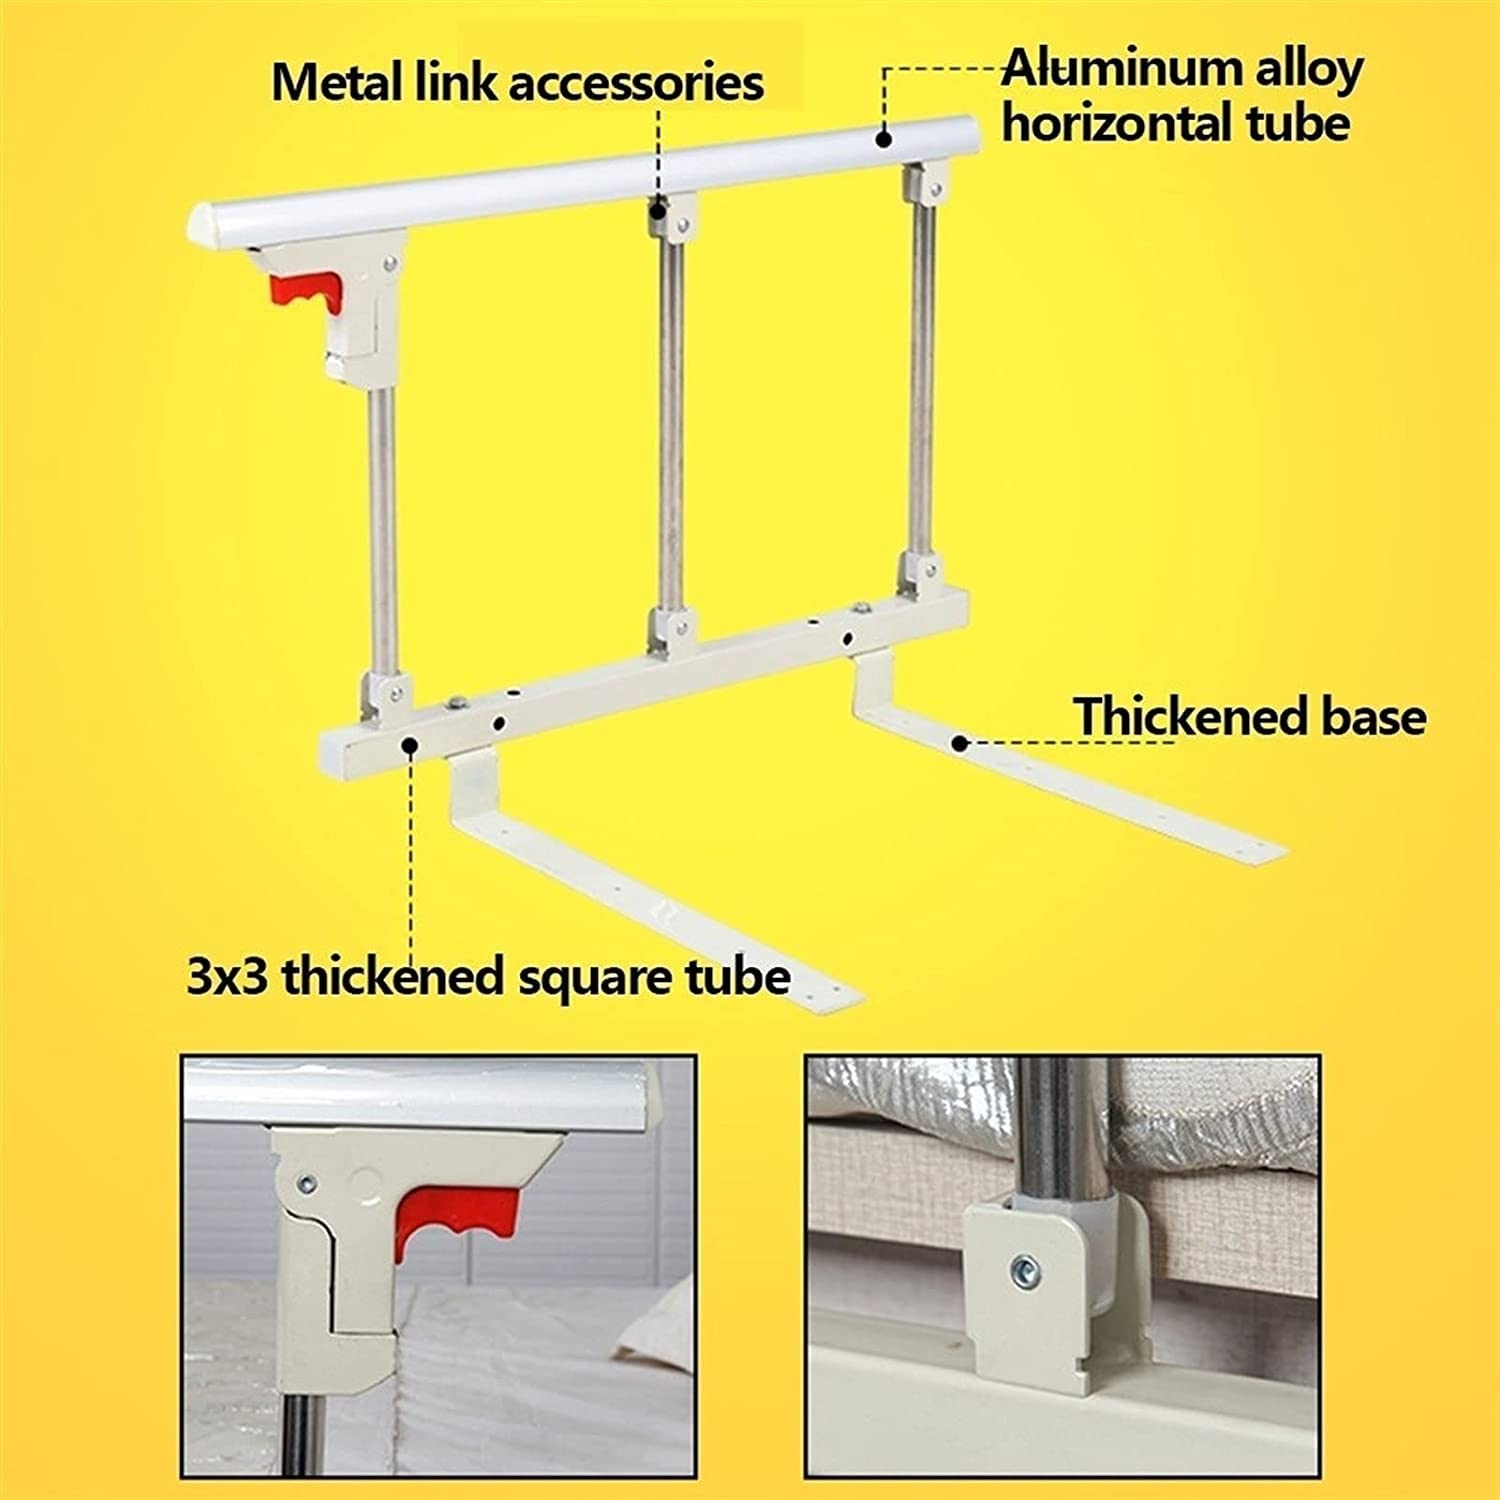 Metal link accessories
Aluminum alloy
horizontal tube
Thickened base
3x3 thickened square tube